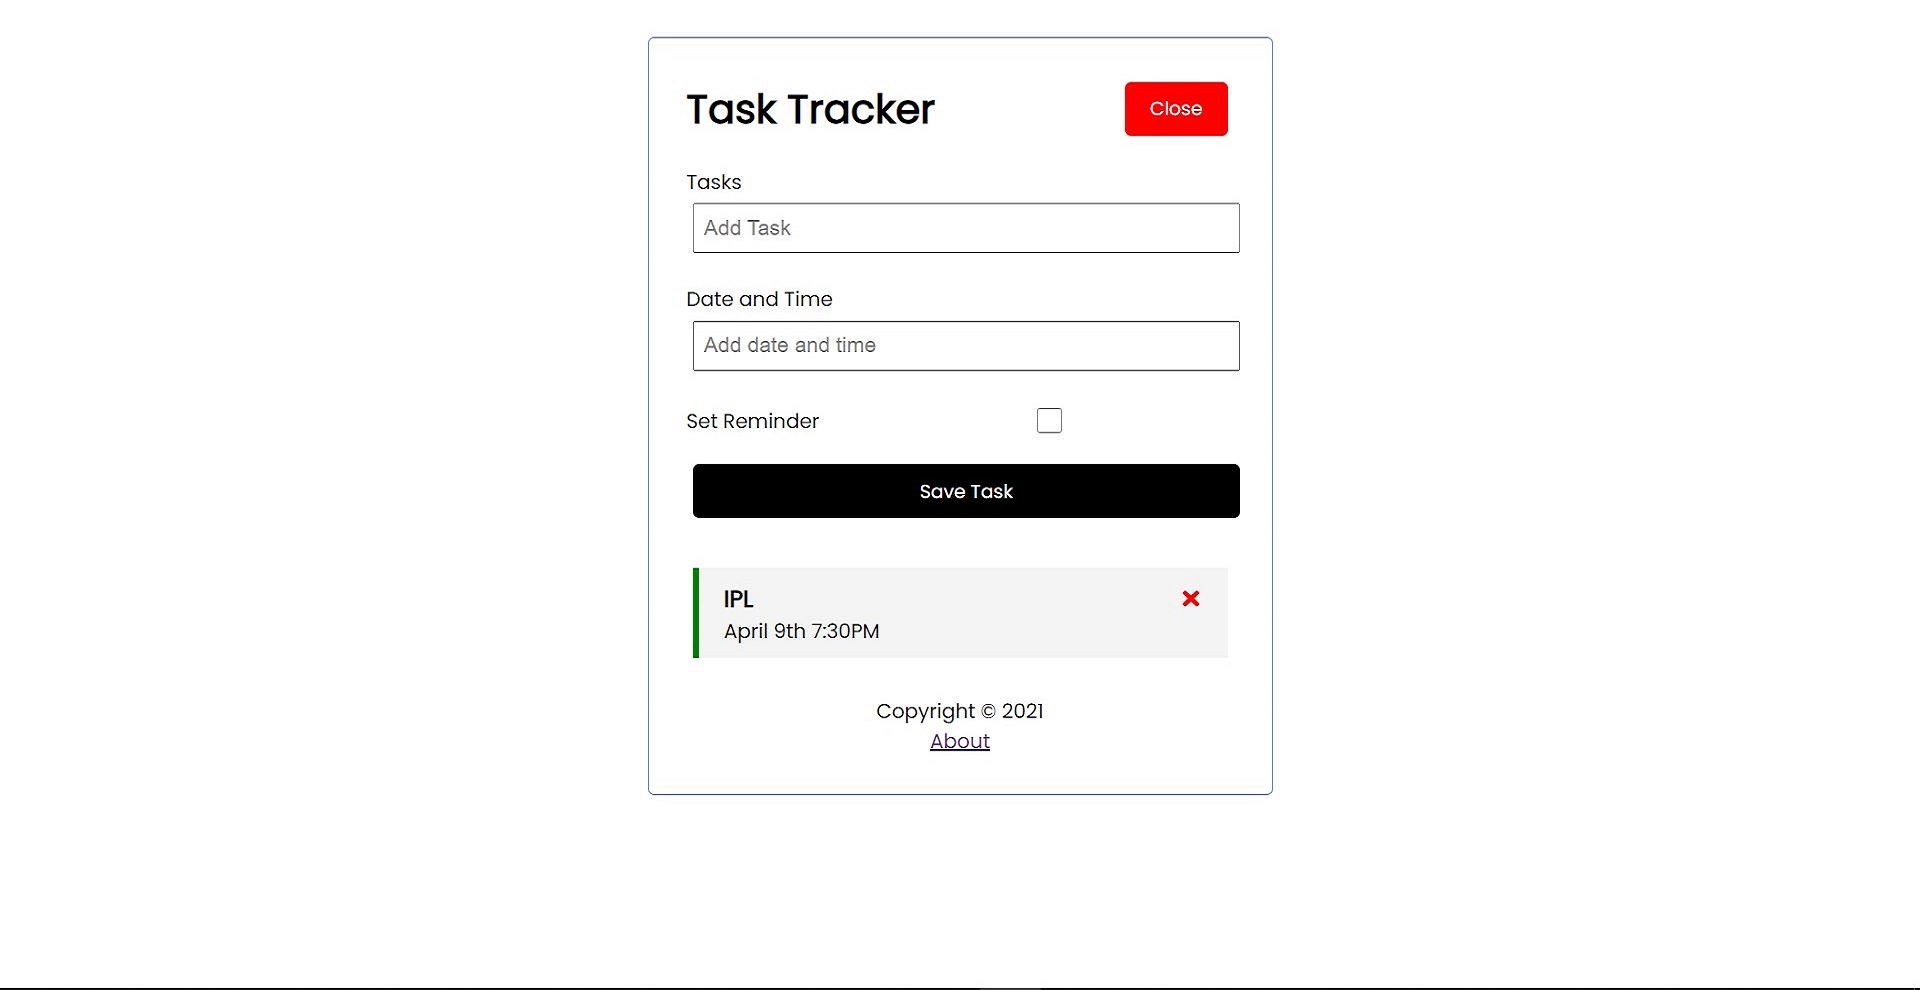 Task Tracker
Close
Tasks
Add Task
Date and Time
Add date and time
Set Reminder
Save Task
IPL
April 9th 7:30PM
Copyright © 2021
About